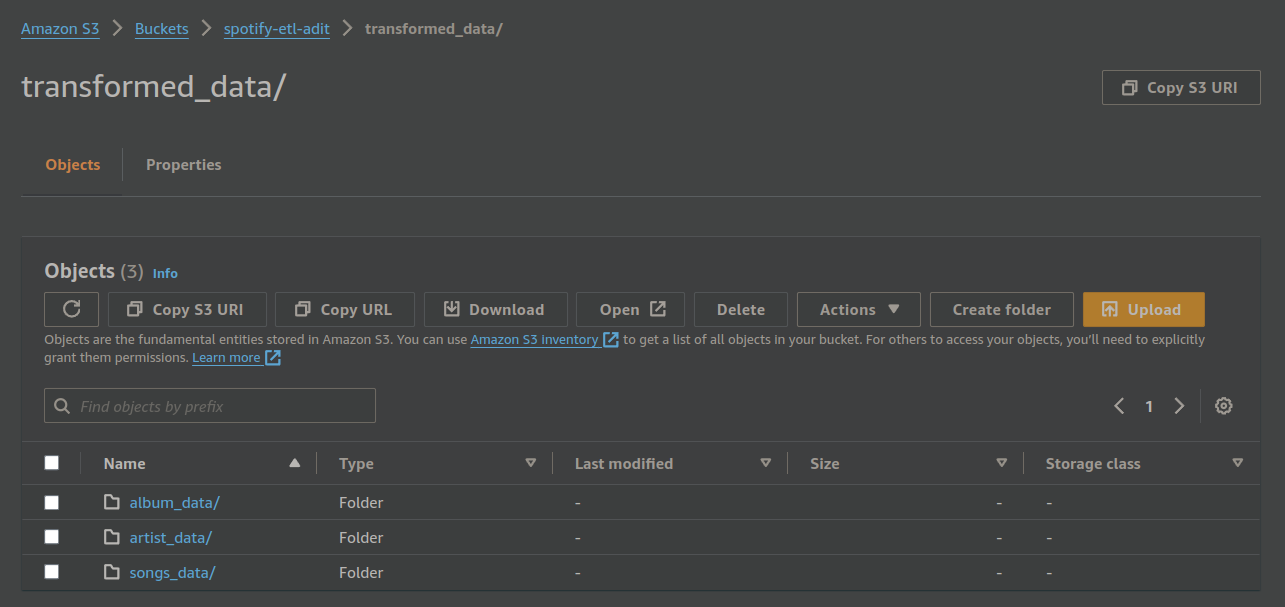 Amazon S3 > Buckets > spotify-etl-adit > transformed_data/
transformed_data/
Copy S3 URI
Objects
Properties
Objects (3) Info
Copy S3 URI
Copy URL
Download
Open
Delete
Actions
Create folder
Upload
Objects are the fundamental entities stored in Amazon S3. You can use Amazon S3 Inventory to get a list of all objects in your bucket. For others to access your objects, you'll need to explicitly
grant them permissions. Learn more
Find objects by prefix
1
Name Type Last modified Size Storage class
album_data/ Folder - - -
artist_data/ Folder - - -
songs_data/ Folder - - -